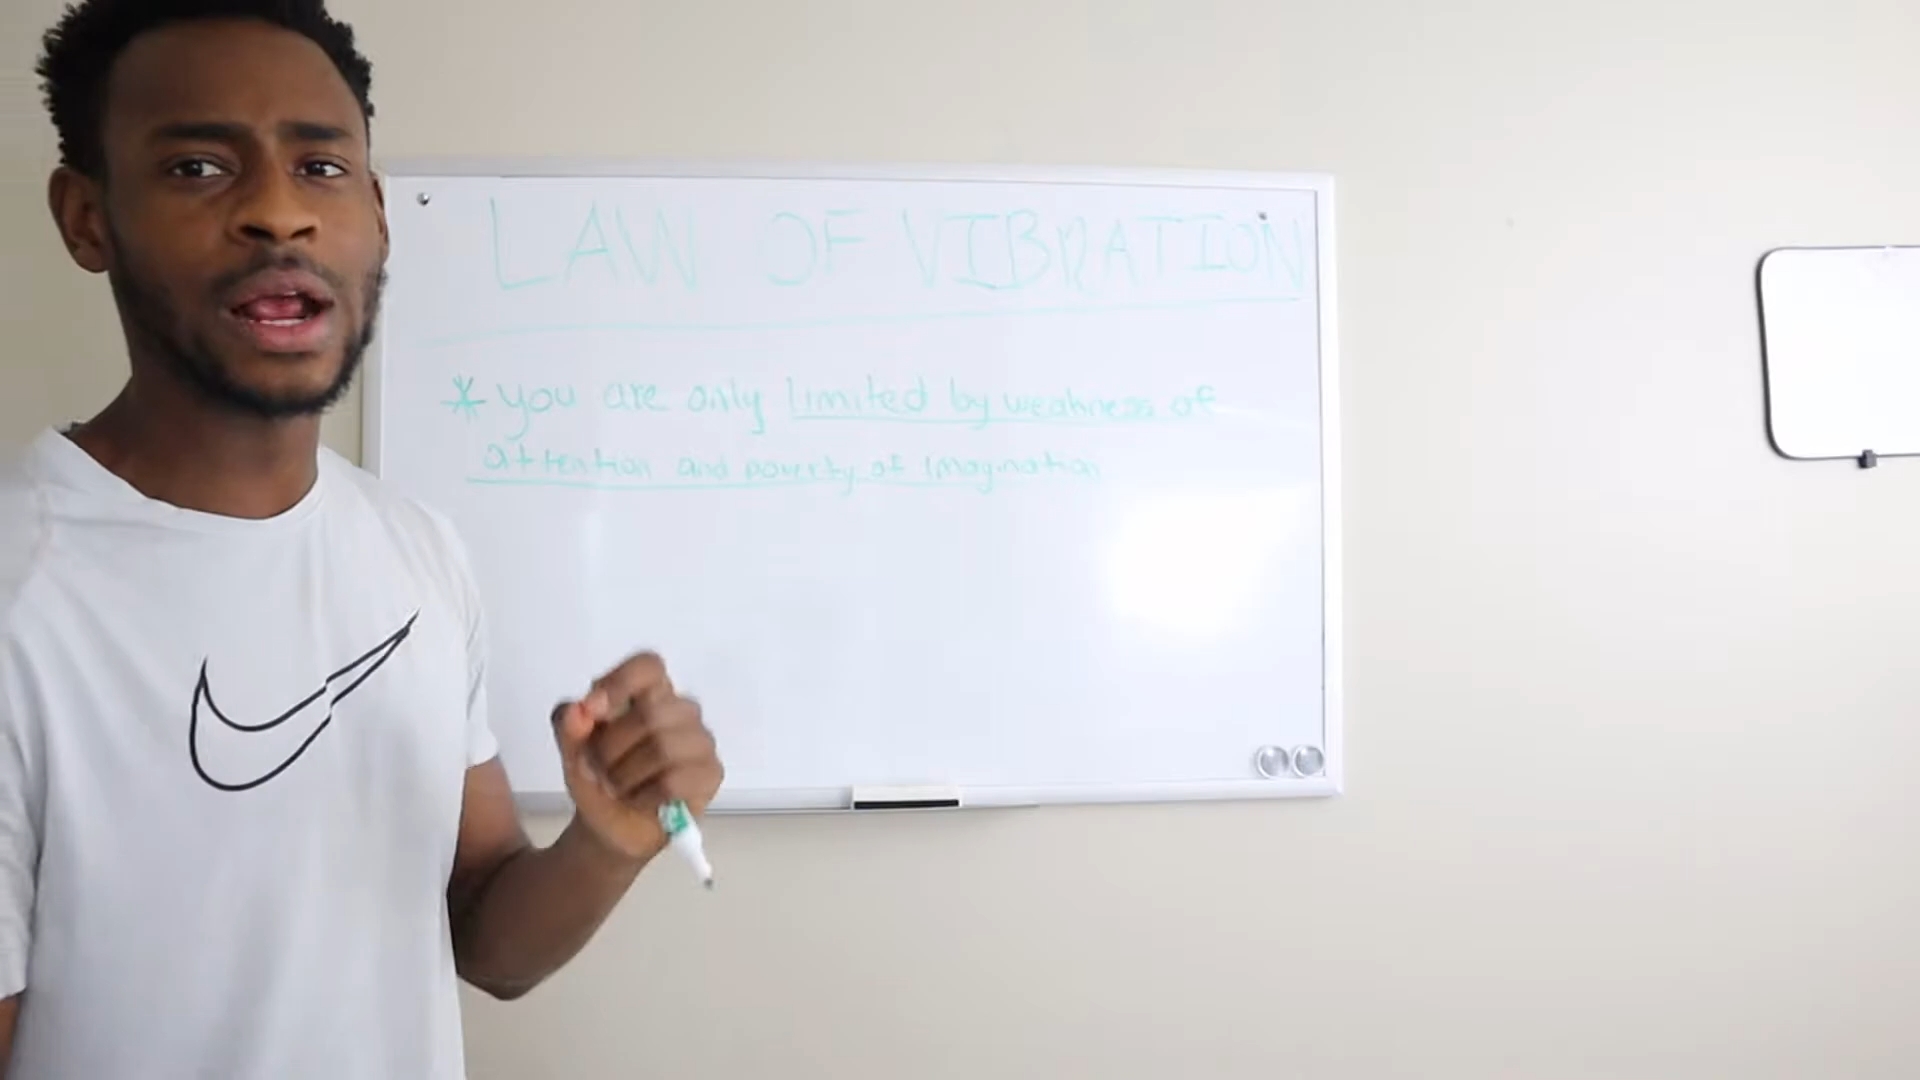 LAW OF VIBRATION
* you are only limited by weakness of
attention and poverty of imagination